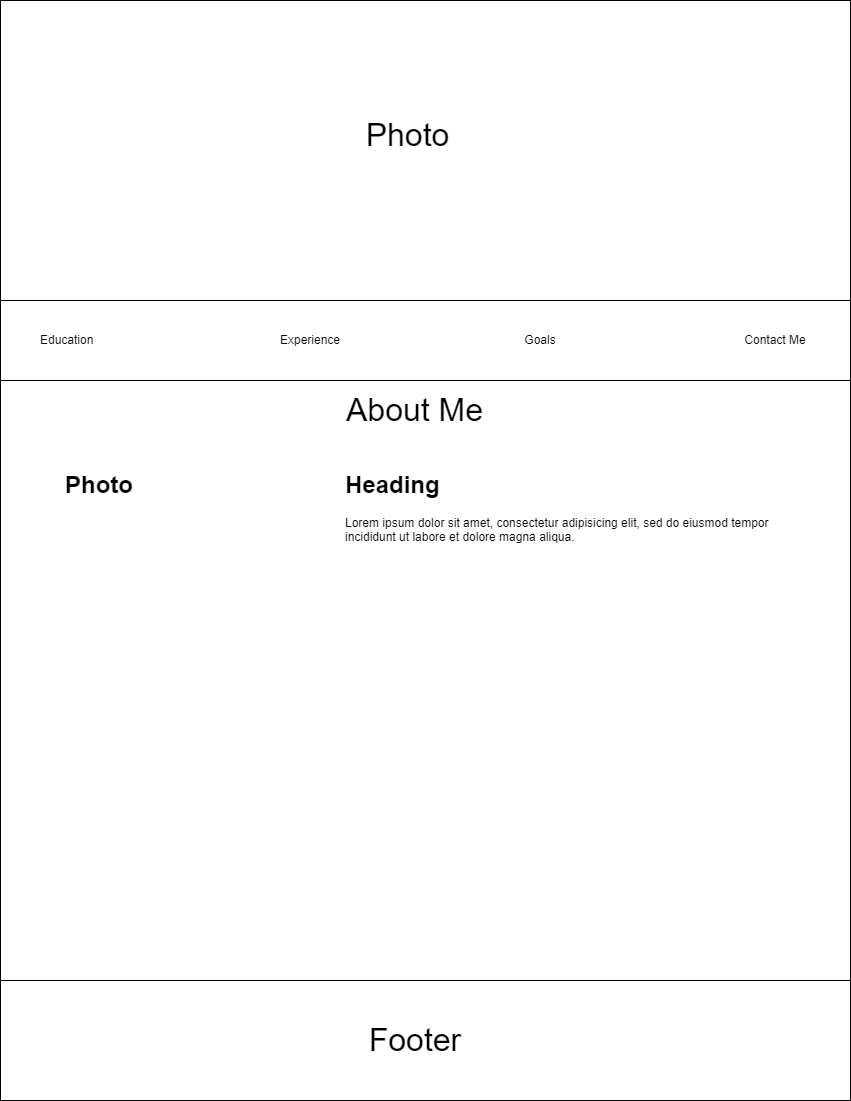 Photo
Education Experience Goals Contact Me
About Me
Photo
Heading
Lorem ipsum dolor sit amet, consectetur adipisicing elit, sed do eiusmod tempor
incididunt ut labore et dolore magna aliqua.
Footer